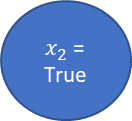 x₂ =
True